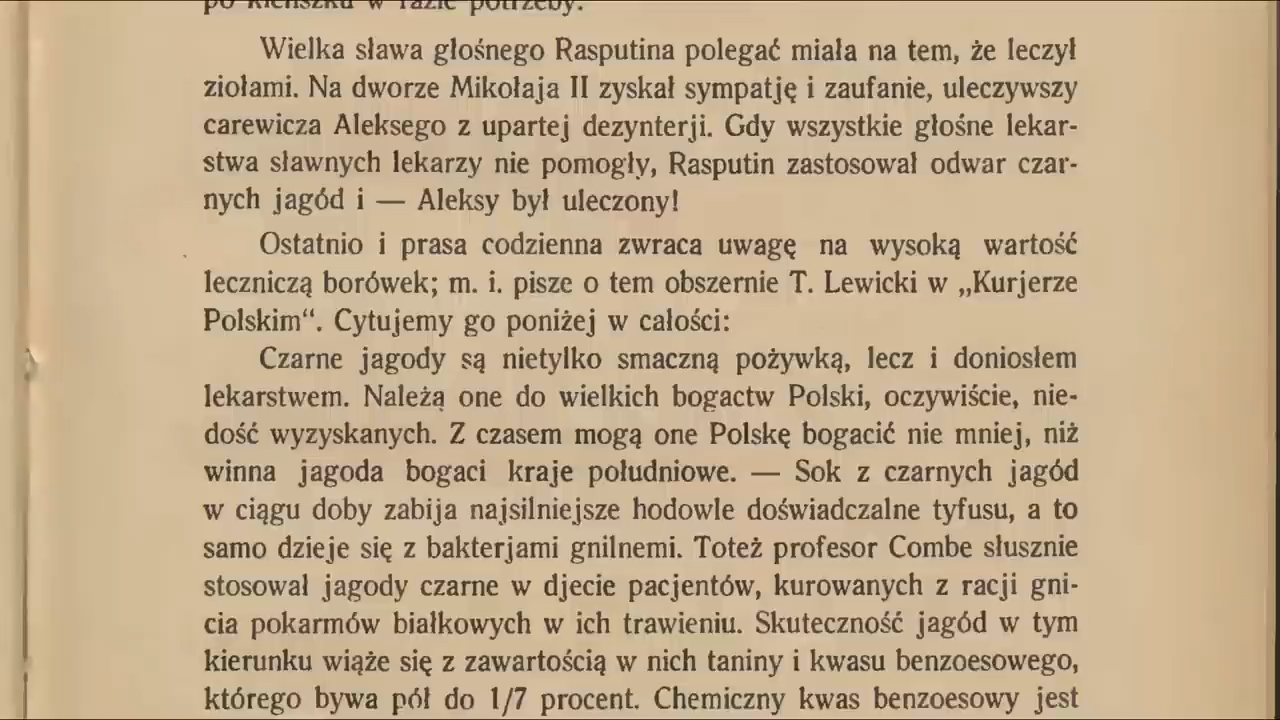 po kieliszku w razie potrzeby.
Wielka sława głośnego Rasputina polegać miała na tem, że leczył
ziołami. Na dworze Mikołaja II zyskał sympatję i zaufanie, uleczywszy
carewicza Aleksego z upartej dezynterji. Gdy wszystkie głośne lekar-
stwa sławnych lekarzy nie pomogły, Rasputin zastosował odwar czar-
nych jagód i — Aleksy był uleczony!
Ostatnio i prasa codzienna zwraca uwagę na wysoką wartość
leczniczą borówek; m. i. pisze o tem obszernie T. Lewicki w „Kurjerze
Polskim“. Cytujemy go poniżej w całości:
Czarne jagody są nietylko smaczną pożywką, lecz i doniosłem
lekarstwem. Należą one do wielkich bogactw Polski, oczywiście, nie-
dość wyzyskanych. Z czasem mogą one Polskę bogacić nie mniej, niż
winna jagoda bogaci kraje południowe. — Sok z czarnych jagód
w ciągu doby zabija najsilniejsze hodowle doświadczalne tyfusu, a to
samo dzieje się z bakterjami gnilnemi. Toteż profesor Combe słusznie
stosował jagody czarne w djecie pacjentów, kurowanych z racji gni-
cia pokarmów białkowych w ich trawieniu. Skuteczność jagód w tym
kierunku wiąże się z zawartością w nich taniny i kwasu benzoesowego,
którego bywa pół do 1/7 procent. Chemiczny kwas benzoesowy jest